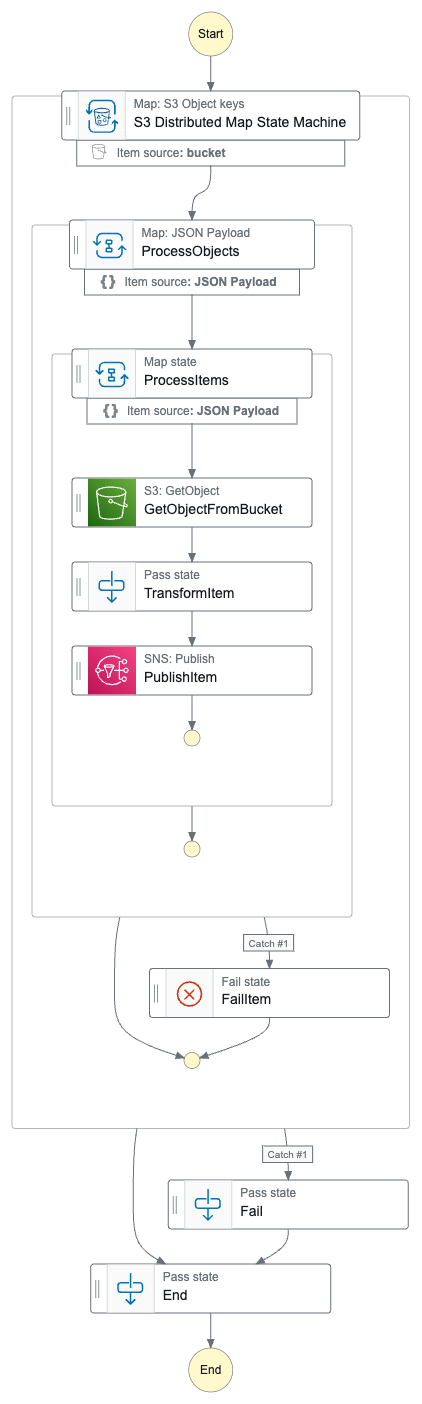 Start
Map: S3 Object keys
S3 Distributed Map State Machine
Item source: bucket
Map: JSON Payload
ProcessObjects
{} Item source: JSON Payload
Map state
ProcessItems
{} Item source: JSON Payload
S3: GetObject
GetObjectFromBucket
Pass state
TransformItem
SNS: Publish
PublishItem
Catch #1
Fail state
FailItem
Catch #1
Pass state
Fail
Pass state
End
End